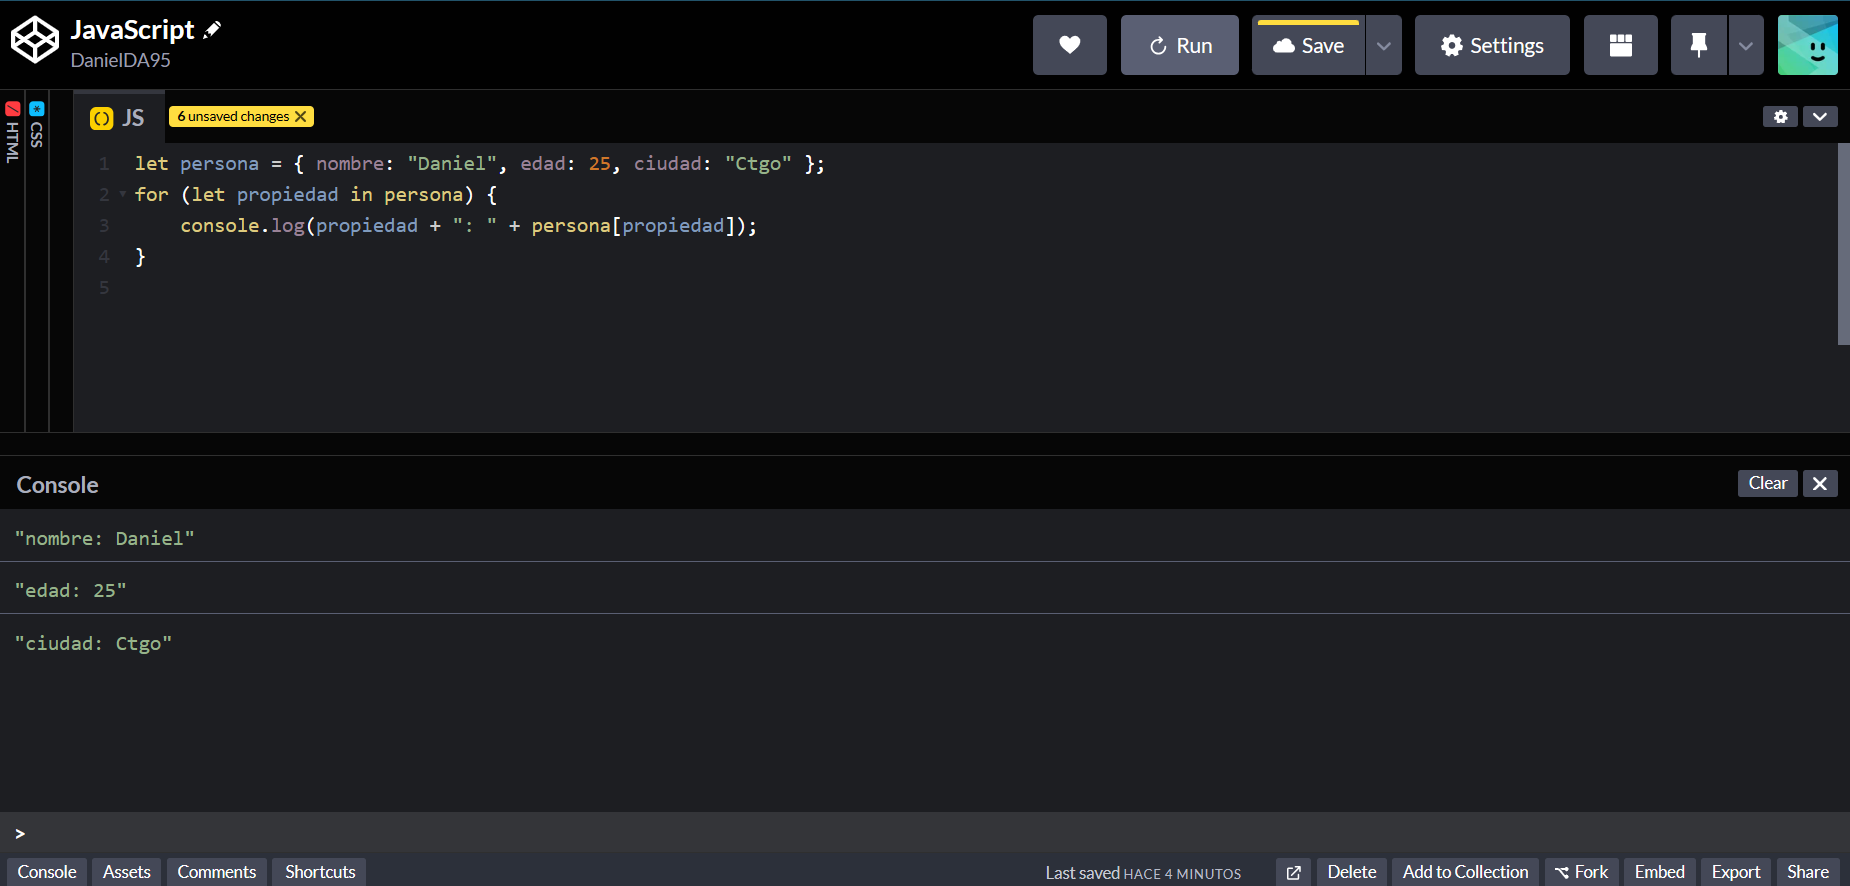 JavaScript
DanielDA95
Run
Save
Settings
HTML
CSS
JS
6 unsaved changes
1 let persona = { nombre: "Daniel", edad: 25, ciudad: "Ctgo" };
2 for (let propiedad in persona) {
3 console.log(propiedad + ": " + persona[propiedad]);
4 }
5
Console
Clear
"nombre: Daniel"
"edad: 25"
"ciudad: Ctgo"
>
Console Assets Comments Shortcuts Last saved HACE 4 MINUTOS Delete Add to Collection Fork Embed Export Share